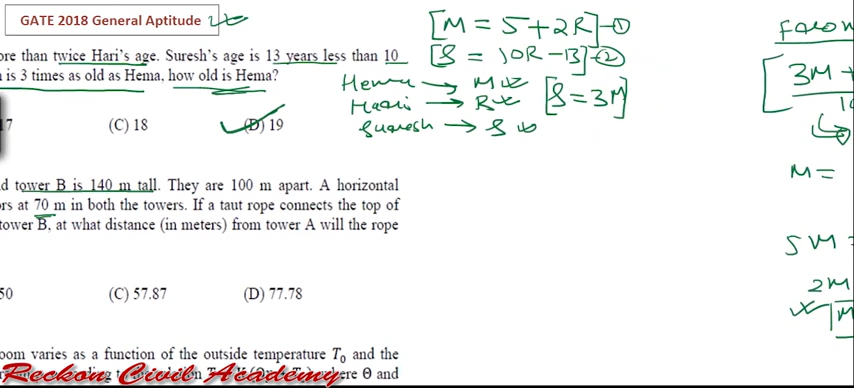 GATE 2018 General Aptitude
[M = 5 + 2R] - ①
ore than twice Hari's age. Suresh's age is 13 years less than 10
[S = 10R - 13] - ②
n is 3 times as old as Hema, how old is Hema?
Hema → M
Hari → R
[S = 3M]
Suresh → S
17 (C) 18 (D) 19
3M +
10
M =
5M =
2M
M
d tower B is 140 m tall. They are 100 m apart. A horizontal
ors at 70 m in both the towers. If a taut rope connects the top of
tower B, at what distance (in meters) from tower A will the rope
50 (C) 57.87 (D) 77.78
oom varies as a function of the outside temperature T0 and the
Reckon Civil Academy
ere Θ and